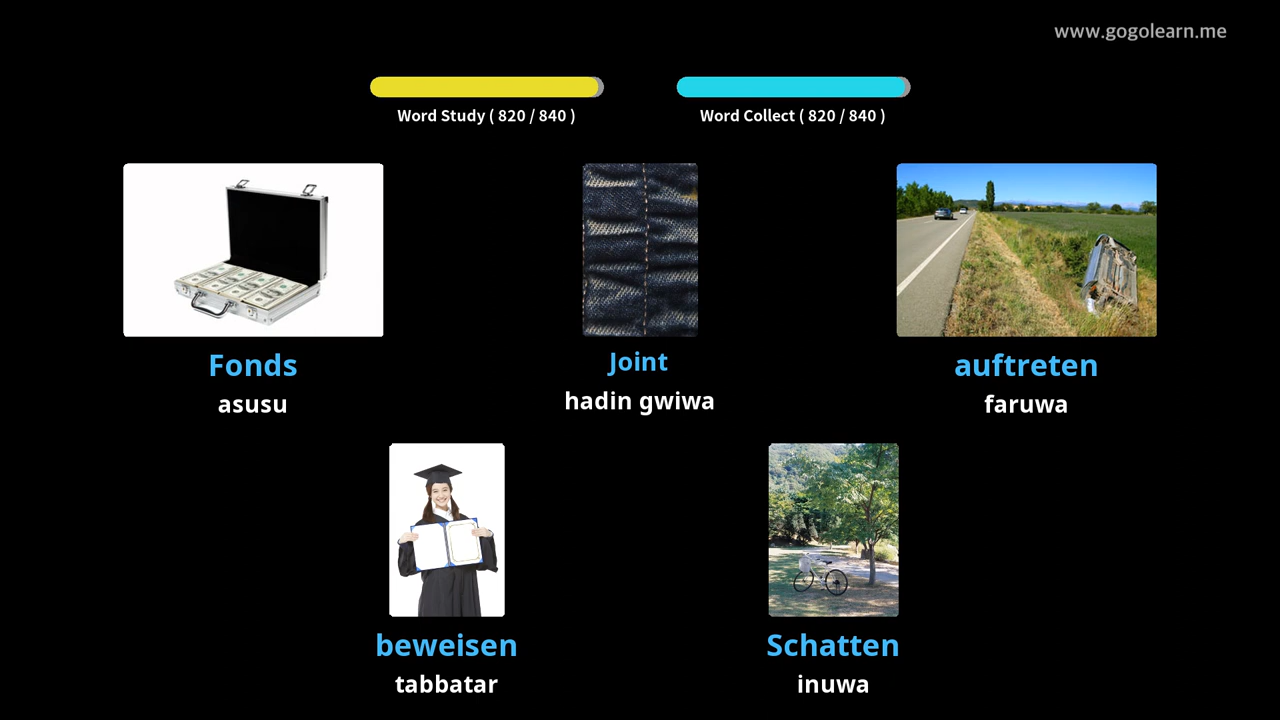 www.gogolearn.me
Word Study ( 820 / 840 )
Word Collect ( 820 / 840 )
Fonds
asusu
Joint
hadin gwiwa
auftreten
faruwa
beweisen
tabbatar
Schatten
inuwa